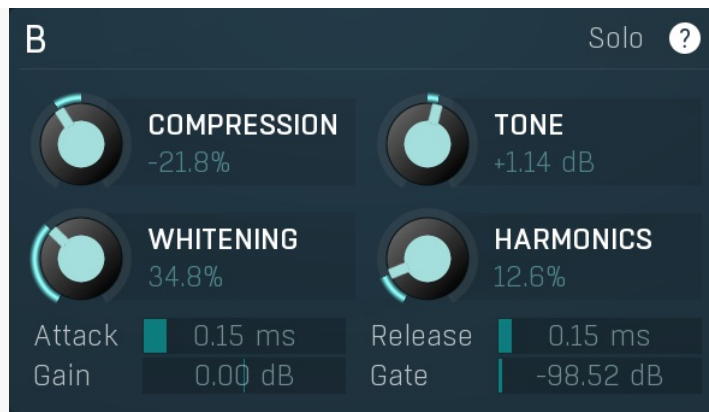 B Solo ?
COMPRESSION TONE
-21.8% +1.14 dB
WHITENING HARMONICS
34.8% 12.6%
Attack 0.15 ms Release 0.15 ms
Gain 0.00 dB Gate -98.52 dB